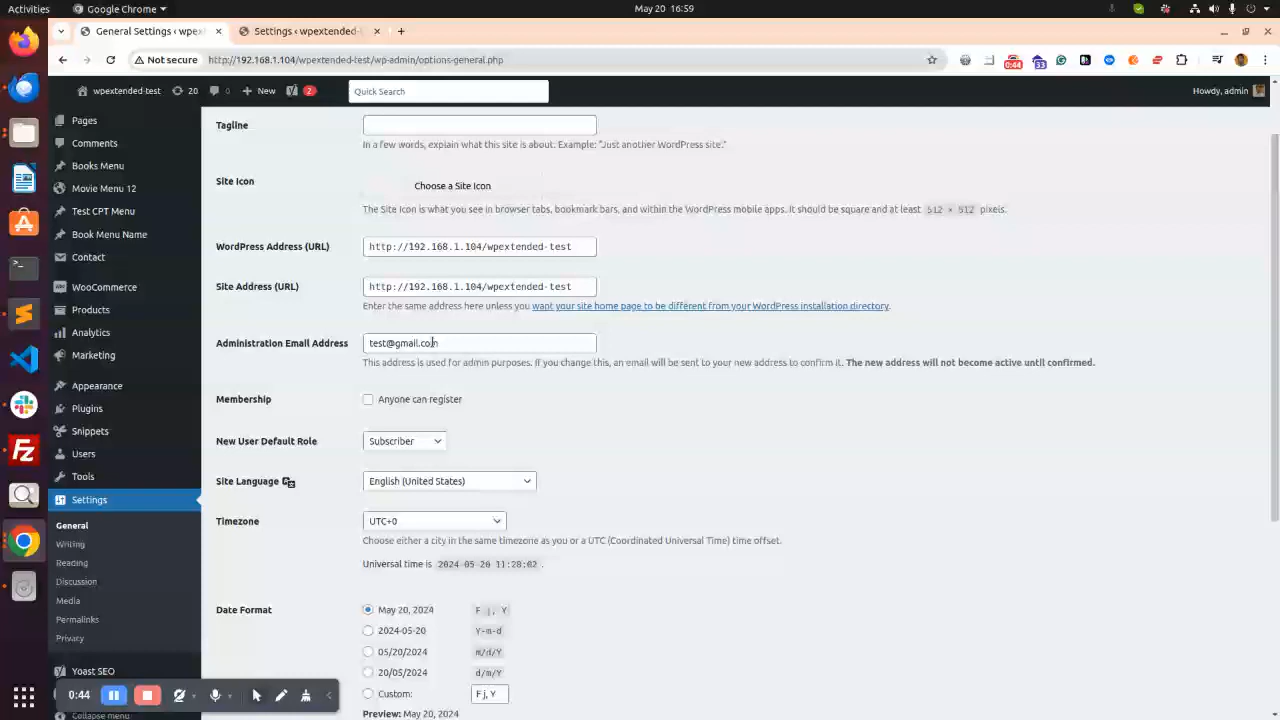 Activities Google Chrome May 20 16:59
General Settings ‹ wpex × Settings ‹ wpextended- × +
Not secure http://192.168.1.104/wpextended-test/wp-admin/options-general.php 0:44 33
wpextended-test 20 0 + New 2 Quick Search Howdy, admin
Pages
Comments
Books Menu
Movie Menu 12
Test CPT Menu
Book Menu Name
Contact
WooCommerce
Products
Analytics
Marketing
Appearance
Plugins
Snippets
Users
Tools
Settings
General
Writing
Reading
Discussion
Media
Permalinks
Privacy
Yoast SEO
Collapse menu
Tagline
In a few words, explain what this site is about. Example: "Just another WordPress site."
Site Icon Choose a Site Icon
The Site Icon is what you see in browser tabs, bookmark bars, and within the WordPress mobile apps. It should be square and at least 512 × 512 pixels.
WordPress Address (URL) http://192.168.1.104/wpextended-test
Site Address (URL) http://192.168.1.104/wpextended-test
Enter the same address here unless you want your site home page to be different from your WordPress installation directory.
Administration Email Address test@gmail.com
This address is used for admin purposes. If you change this, an email will be sent to your new address to confirm it. The new address will not become active until confirmed.
Membership Anyone can register
New User Default Role Subscriber
Site Language English (United States)
Timezone UTC+0
Choose either a city in the same timezone as you or a UTC (Coordinated Universal Time) time offset.
Universal time is 2024-05-20 11:28:02 .
Date Format May 20, 2024 F j, Y
2024-05-20 Y-m-d
05/20/2024 m/d/Y
20/05/2024 d/m/Y
Custom: F j, Y
Preview: May 20, 2024
0:44